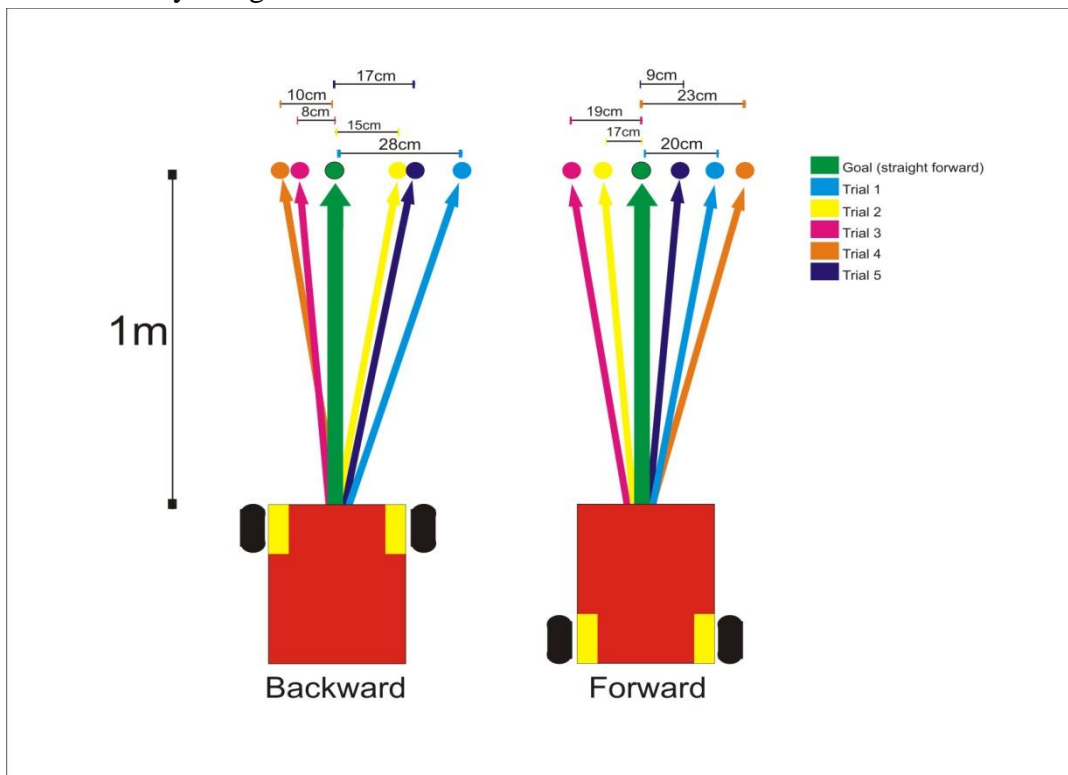 17cm
10cm
8cm
15cm
28cm
9cm
23cm
19cm
17cm
20cm
Goal (straight forward)
Trial 1
Trial 2
Trial 3
Trial 4
Trial 5
1m
Backward
Forward